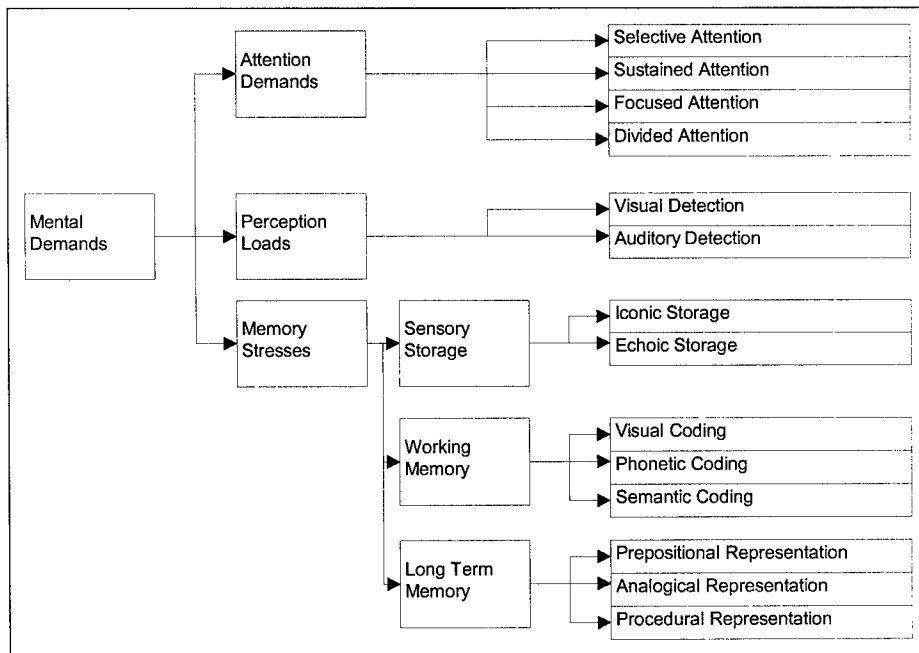 Attention
Demands
Selective Attention
Sustained Attention
Focused Attention
Divided Attention
Mental
Demands
Perception
Loads
Visual Detection
Auditory Detection
Memory
Stresses
Sensory
Storage
Iconic Storage
Echoic Storage
Working
Memory
Visual Coding
Phonetic Coding
Semantic Coding
Long Term
Memory
Prepositional Representation
Analogical Representation
Procedural Representation